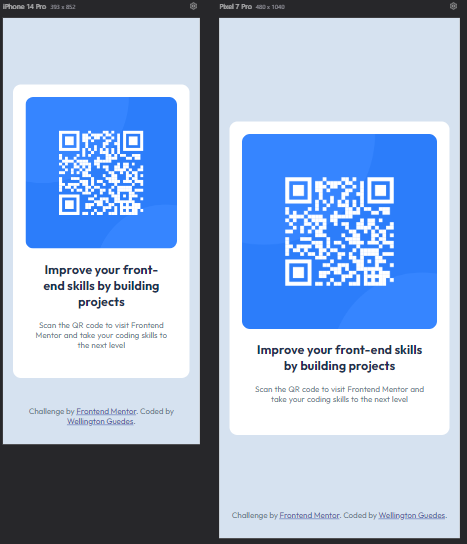 iPhone 14 Pro 393 x 852
Improve your front-
end skills by building
projects
Scan the QR code to visit Frontend
Mentor and take your coding skills to
the next level
Challenge by Frontend Mentor. Coded by
Wellington Guedes.
Pixel 7 Pro 480 x 1040
Improve your front-end skills
by building projects
Scan the QR code to visit Frontend Mentor and
take your coding skills to the next level
Challenge by Frontend Mentor. Coded by Wellington Guedes.